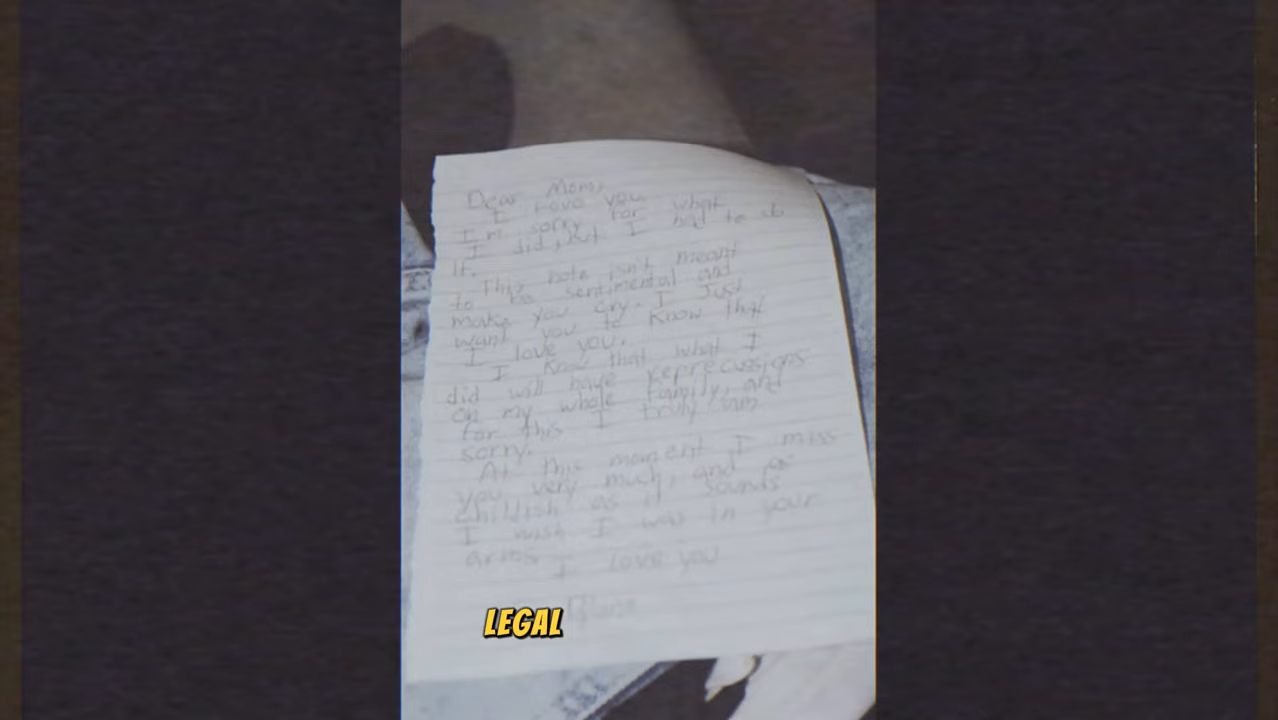 Dear Mom,
I Love you
I'm sorry for what
I did, but I had to do
it.
This note isn't meant
to be sentimental and
make you cry. I Just
want you to know that
I love you.
I know that what I
did will have reprecussions
on my whole family, and
for this I truly am
sorry.
At this moment I miss
you very much, and as
childish as it sounds
I wish I was in your
arms
I love you
LEGAL